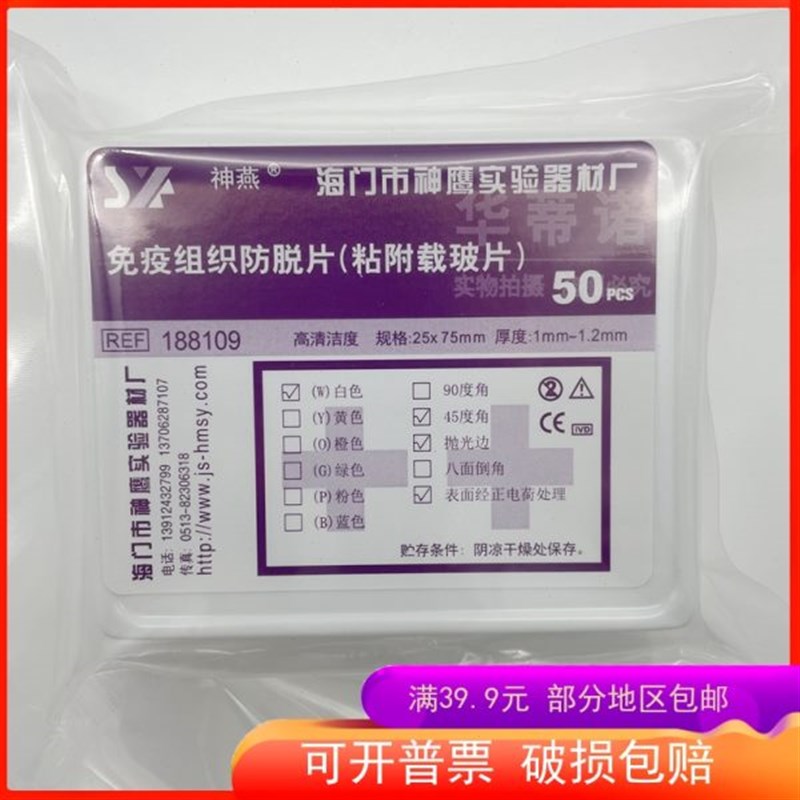 SYA 神燕® 海门市神鹰实验器材厂
华蒂诺
免疫组织防脱片(粘附载玻片)
实物拍摄 必究
50PCS
REF 188109 高清洁度 规格:25x75mm 厚度:1mm-1.2mm
海门市神鹰实验器材厂
电话: 13912432799 13706287107
传真: 0513-82306318
http://www.js-hmsy.com
(W)白色
(Y)黄色
(O)橙色
(G)绿色
(P)粉色
(B)蓝色
90度角
45度角
抛光边
八面倒角
表面经正电荷处理
2
CE IVD
贮存条件: 阴凉干燥处保存。
满39.9元 部分地区包邮
可开普票 破损包赔